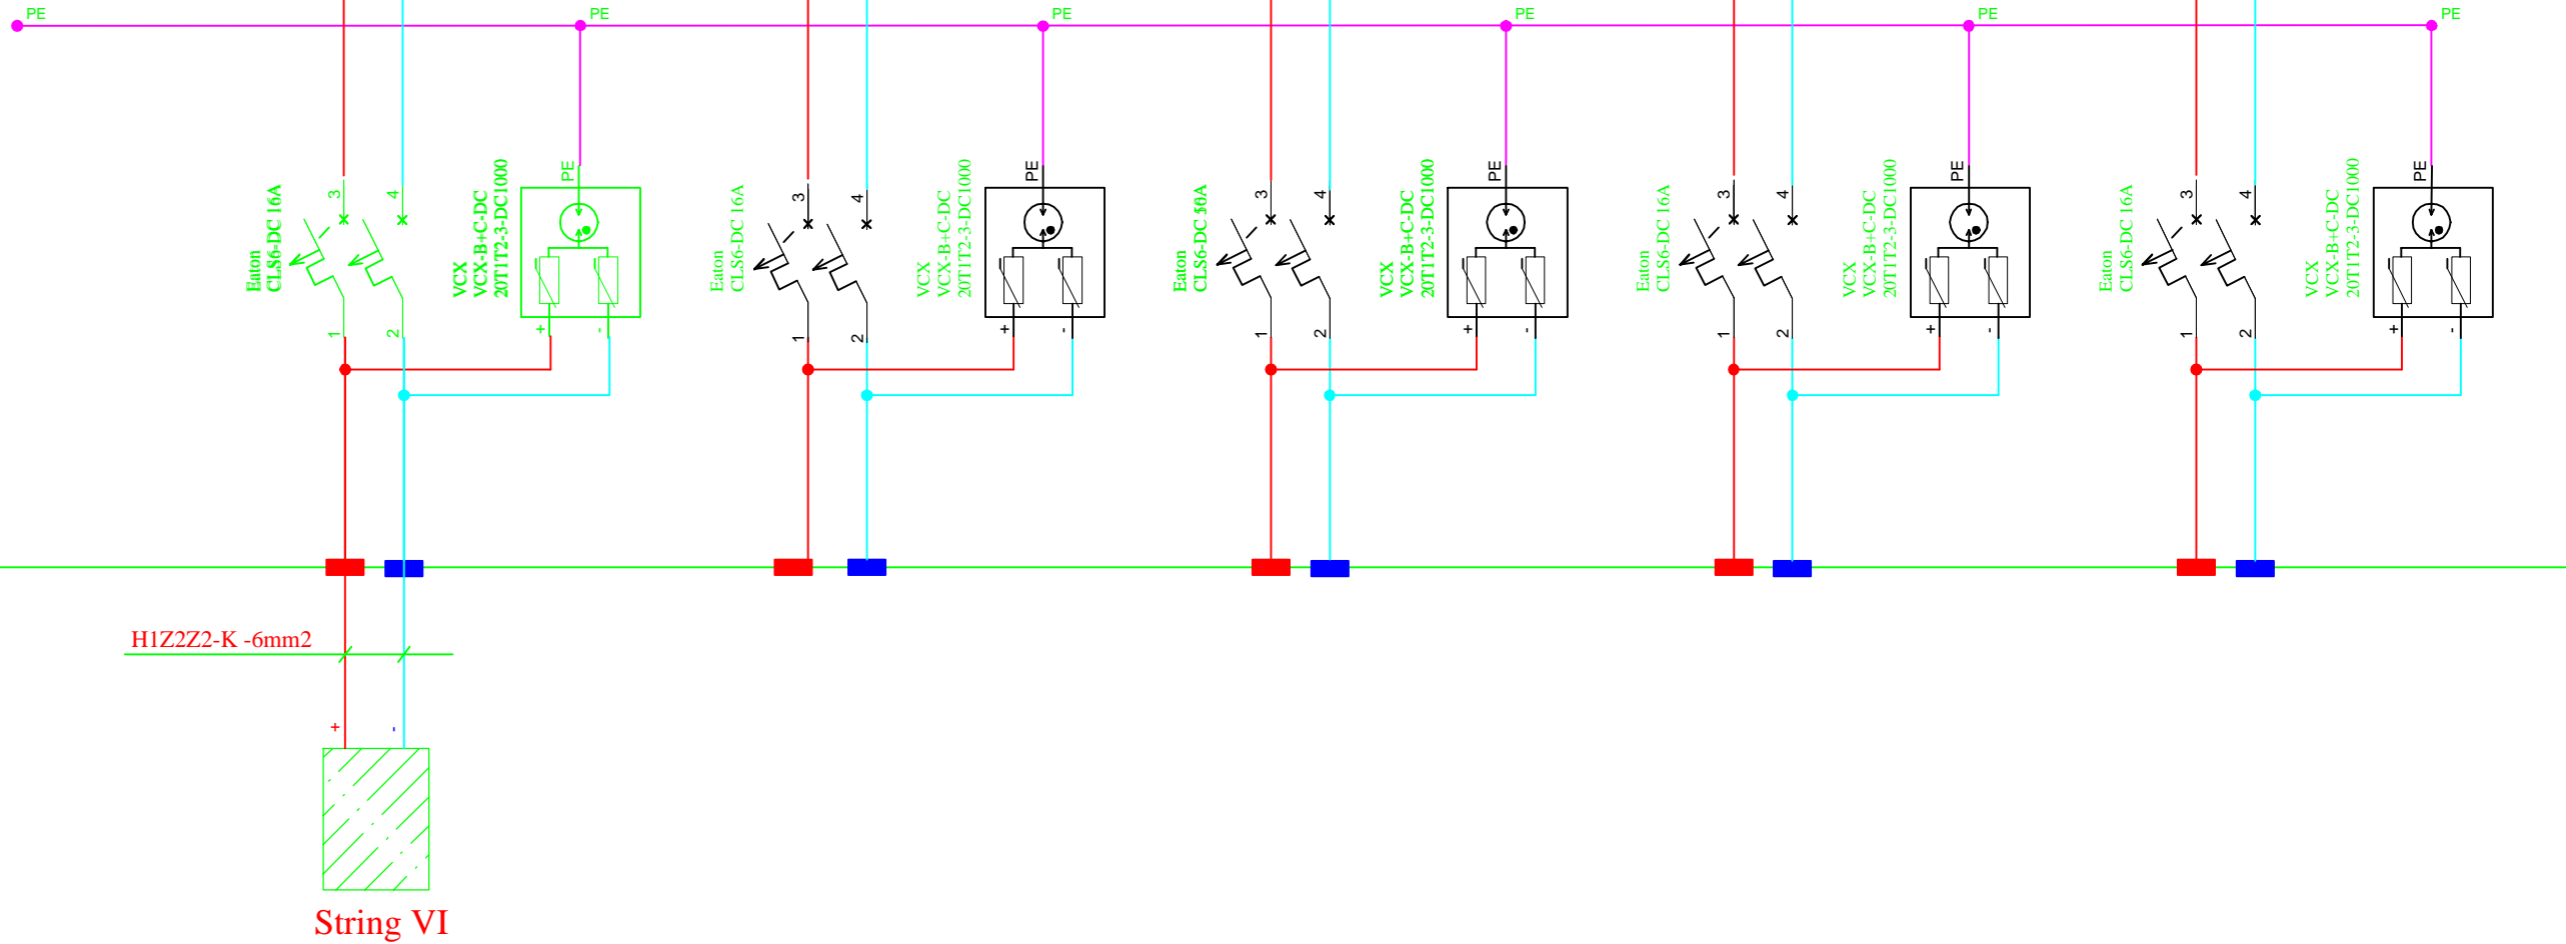 PE
PE
PE
PE
PE
PE
3
4
Eaton
CLS6-DC 16A
VCX
VCX-B+C-DC
20T1T2-3-DC1000
PE
1
2
+
-
3
4
Eaton
CLS6-DC 16A
VCX
VCX-B+C-DC
20T1T2-3-DC1000
PE
1
2
+
-
3
4
Eaton
CLS6-DC
VCX
VCX-B+C-DC
20T1T2-3-DC1000
PE
1
2
+
-
3
4
Eaton
CLS6-DC 16A
VCX
VCX-B+C-DC
20T1T2-3-DC1000
PE
1
2
+
-
3
4
Eaton
CLS6-DC 16A
VCX
VCX-B+C-DC
20T1T2-3-DC1000
PE
1
2
+
-
H1Z2Z2-K -6mm2
+
-
String VI